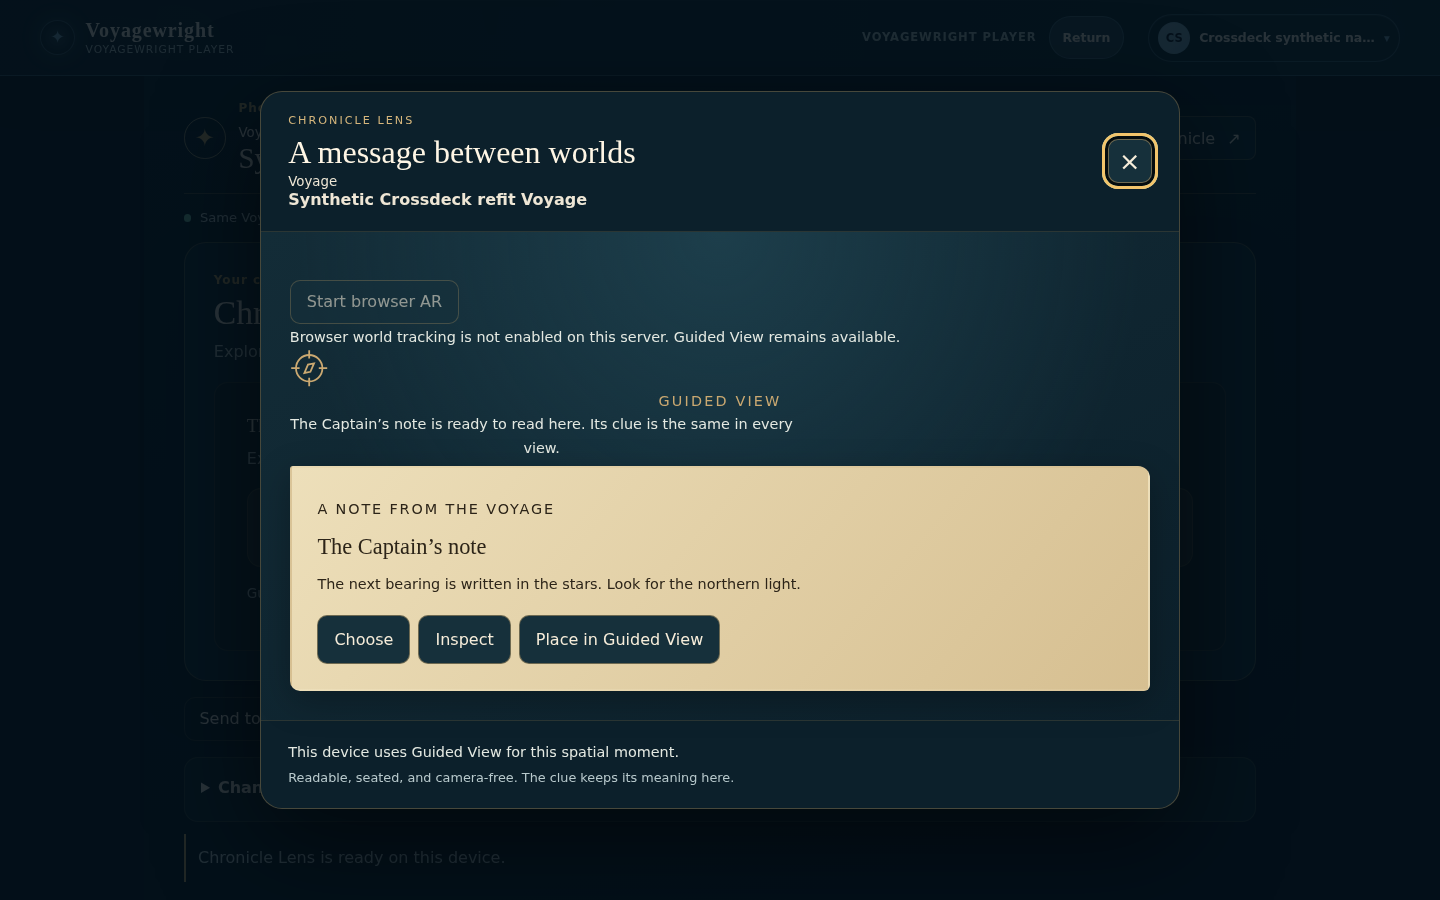 Voyagewright
VOYAGEWRIGHT PLAYER
VOYAGEWRIGHT PLAYER
Return
CS
Crossdeck synthetic na…
CHRONICLE LENS
A message between worlds
Voyage
Synthetic Crossdeck refit Voyage
Start browser AR
Browser world tracking is not enabled on this server. Guided View remains available.
GUIDED VIEW
The Captain’s note is ready to read here. Its clue is the same in every
view.
A NOTE FROM THE VOYAGE
The Captain’s note
The next bearing is written in the stars. Look for the northern light.
Choose
Inspect
Place in Guided View
This device uses Guided View for this spatial moment.
Readable, seated, and camera-free. The clue keeps its meaning here.
Send to
Chronicle Lens is ready on this device.